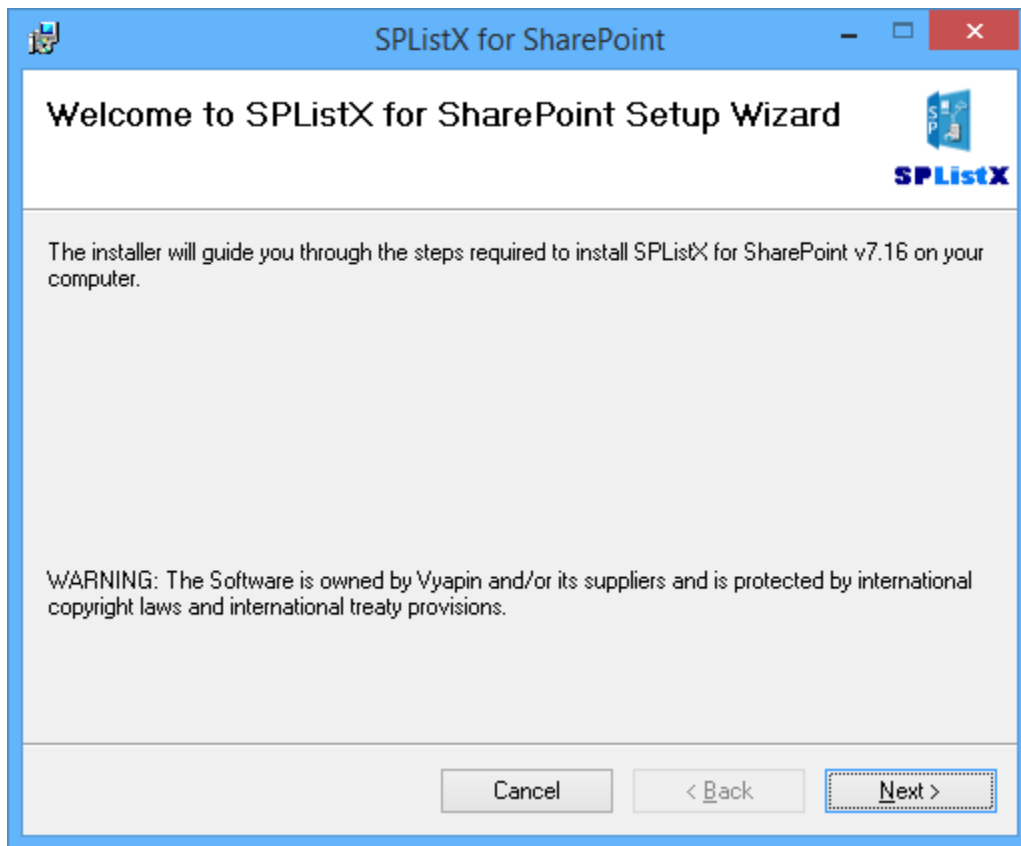 SPListX for SharePoint
Welcome to SPListX for SharePoint Setup Wizard
S P
SPListX
The installer will guide you through the steps required to install SPListX for SharePoint v7.16 on your
computer.
WARNING: The Software is owned by Vyapin and/or its suppliers and is protected by international
copyright laws and international treaty provisions.
Cancel
< Back
Next >